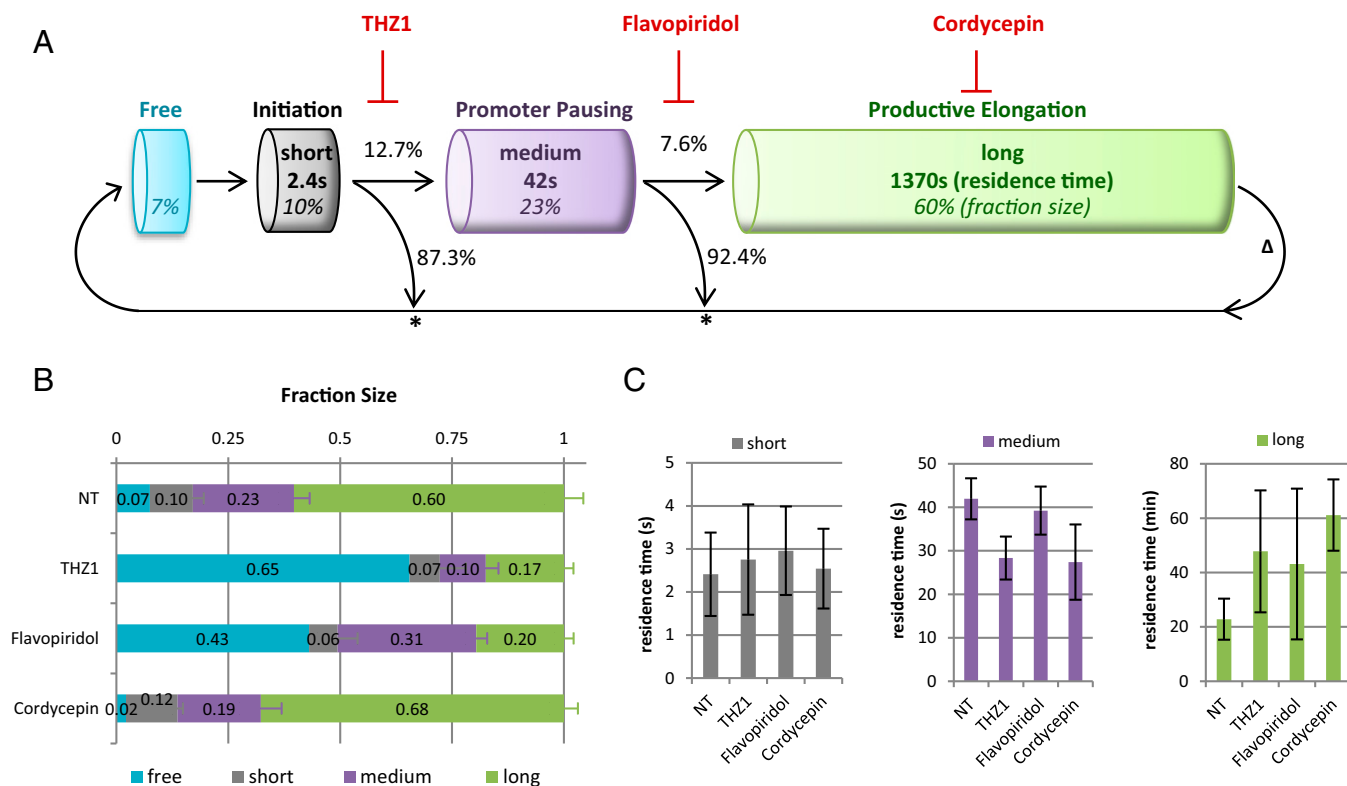 A
THZ1
Flavopiridol
Cordycepin
Free
Initiation
Promoter Pausing
Productive Elongation
short
2.4s
10%
12.7%
medium
42s
23%
7.6%
long
1370s (residence time)
60% (fraction size)
7%
87.3%
92.4%
Δ
*
*
B
Fraction Size
0 0.25 0.5 0.75 1
NT 0.07 0.10 0.23 0.60
THZ1 0.65 0.07 0.10 0.17
Flavopiridol 0.43 0.06 0.31 0.20
Cordycepin 0.02 0.12 0.19 0.68
free short medium long
C
short
residence time (s)
5
4
3
2
1
0
NT THZ1 Flavopiridol Cordycepin
medium
residence time (s)
50
40
30
20
10
0
NT THZ1 Flavopiridol Cordycepin
long
residence time (min)
80
60
40
20
0
NT THZ1 Flavopiridol Cordycepin